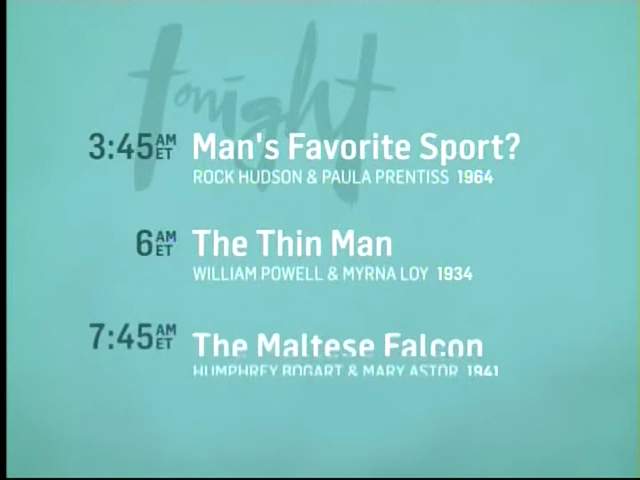 tonight
3:45 AM ET Man's Favorite Sport?
ROCK HUDSON & PAULA PRENTISS 1964
6 AM ET The Thin Man
WILLIAM POWELL & MYRNA LOY 1934
7:45 AM ET The Maltese Falcon
HUMPHREY BOGART & MARY ASTOR 1941